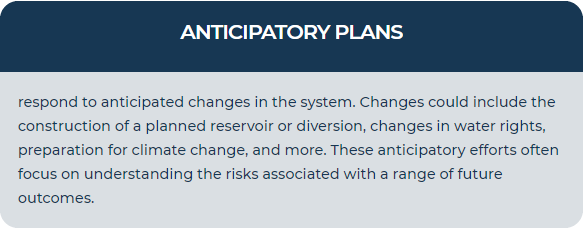 ANTICIPATORY PLANS
respond to anticipated changes in the system. Changes could include the
construction of a planned reservoir or diversion, changes in water rights,
preparation for climate change, and more. These anticipatory efforts often
focus on understanding the risks associated with a range of future
outcomes.